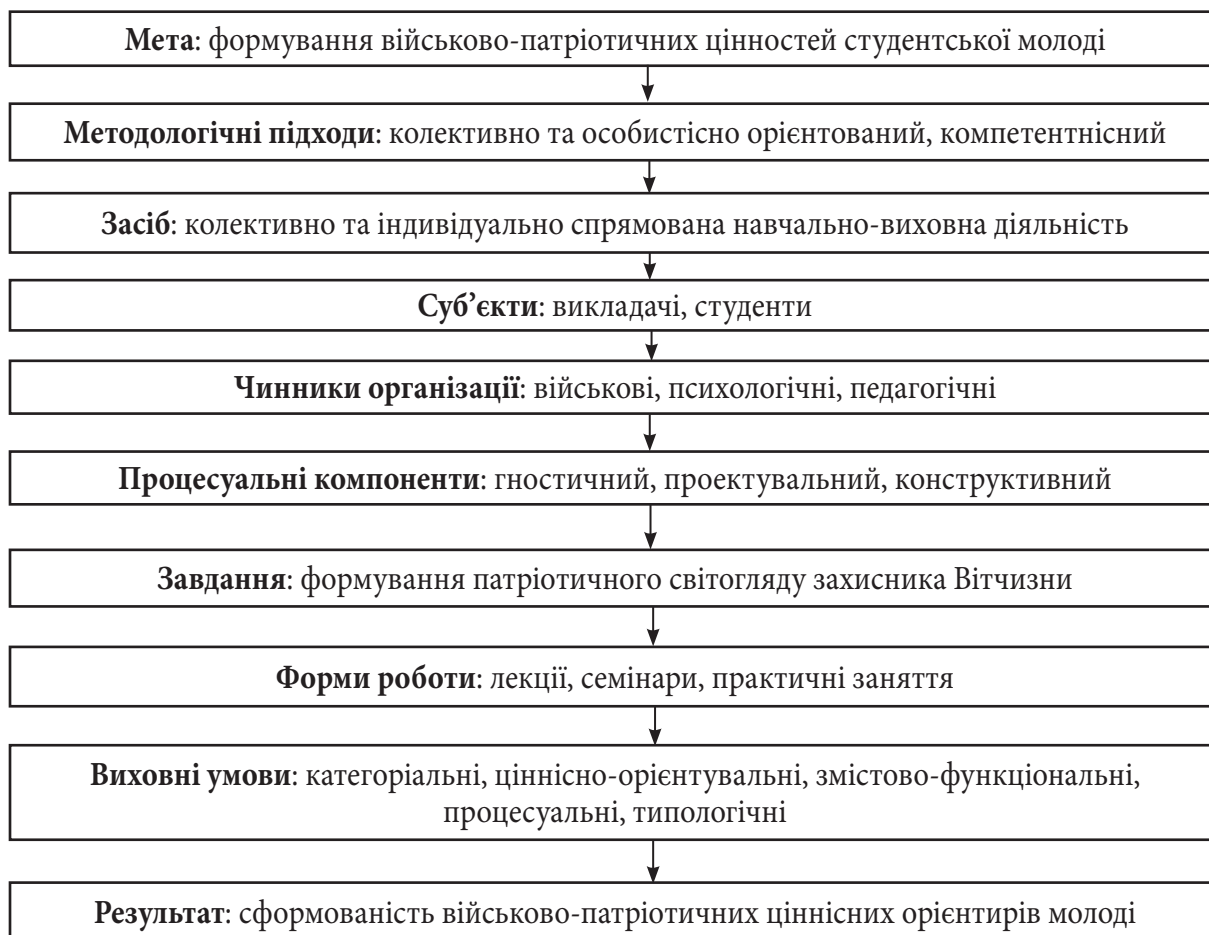 Мета: формування військово-патріотичних цінностей студентської молоді
Методологічні підходи: колективно та особистісно орієнтований, компетентнісний
Засіб: колективно та індивідуально спрямована навчально-виховна діяльність
Суб’єкти: викладачі, студенти
Чинники організації: військові, психологічні, педагогічні
Процесуальні компоненти: гностичний, проектувальний, конструктивний
Завдання: формування патріотичного світогляду захисника Вітчизни
Форми роботи: лекції, семінари, практичні заняття
Виховні умови: категоріальні, ціннісно-орієнтувальні, змістово-функціональні,
процесуальні, типологічні
Результат: сформованість військово-патріотичних ціннісних орієнтирів молоді